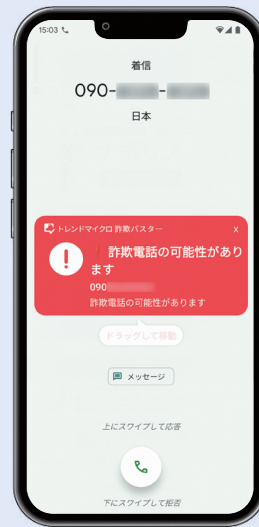 15:03
着信
090-
-
日本
トレンドマイクロ 詐欺バスター x
! 詐欺電話の可能性があり
ます
090
詐欺電話の可能性があります
ドラッグして移動
メッセージ
上にスワイプして応答
下にスワイプして拒否